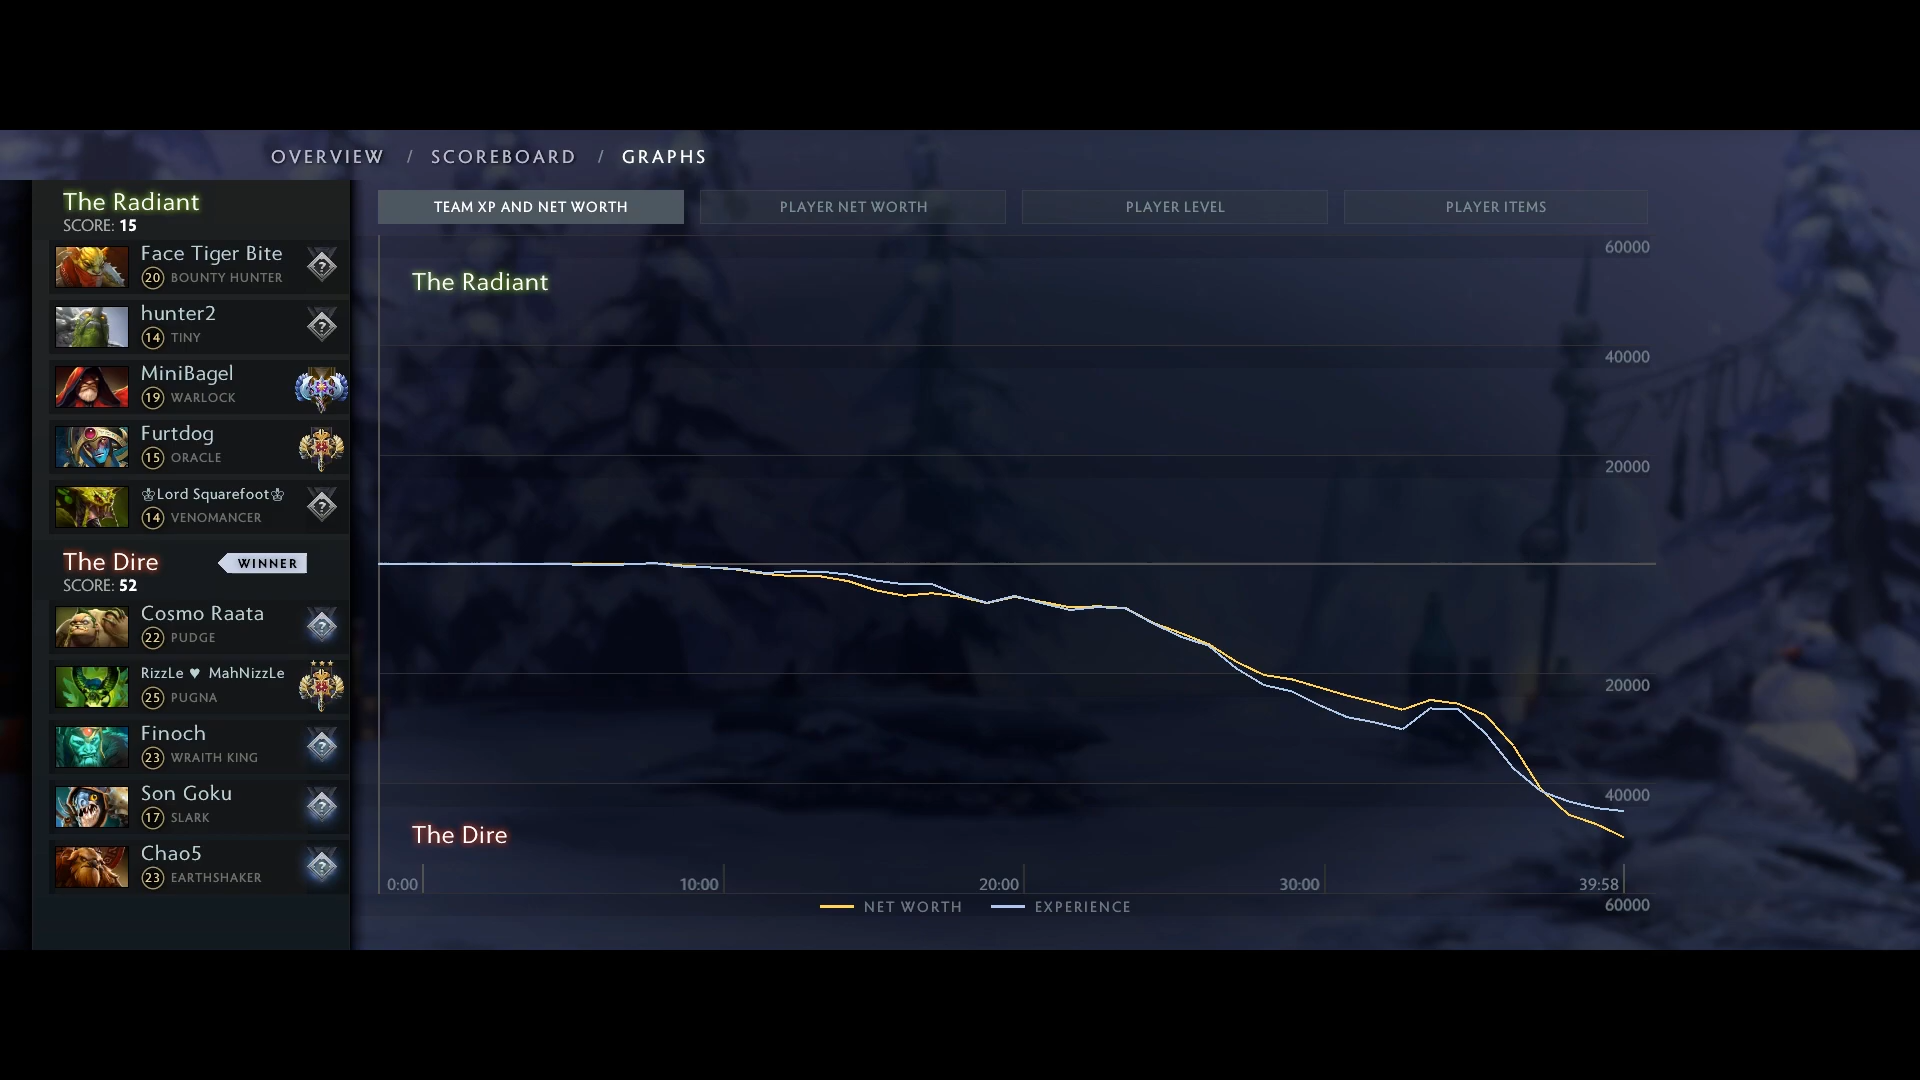 OVERVIEW / SCOREBOARD / GRAPHS
The Radiant
SCORE: 15
Face Tiger Bite
20 BOUNTY HUNTER
hunter2
14 TINY
MiniBagel
19 WARLOCK
Furtdog
15 ORACLE
♔Lord Squarefoot♔
14 VENOMANCER
The Dire
WINNER
SCORE: 52
Cosmo Raata
22 PUDGE
RizzLe ♥ MahNizzLe
25 PUGNA
Finoch
23 WRAITH KING
Son Goku
17 SLARK
Chao5
23 EARTHSHAKER
TEAM XP AND NET WORTH
PLAYER NET WORTH
PLAYER LEVEL
PLAYER ITEMS
The Radiant
60000
40000
20000
20000
40000
The Dire
0:00
10:00
20:00
30:00
39:58
60000
NET WORTH
EXPERIENCE